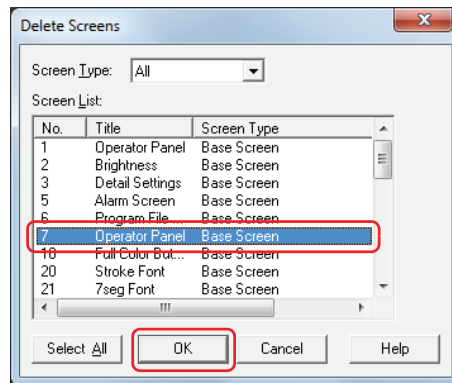 Delete Screens
Screen Type: All
Screen List:
No. Title Screen Type
1 Operator Panel Base Screen
2 Brightness Base Screen
3 Detail Settings Base Screen
5 Alarm Screen Base Screen
6 Program File ... Base Screen
7 Operator Panel Base Screen
10 Full Color But... Base Screen
20 Stroke Font Base Screen
21 7seg Font Base Screen
Select All OK Cancel Help